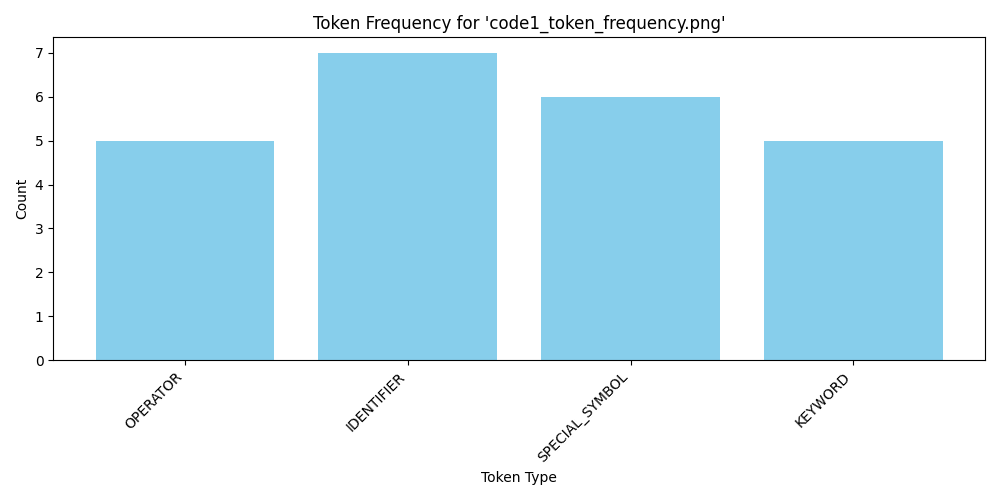 Token Frequency for 'code1_token_frequency.png'
7
6
5
4
3
2
1
0
Count
OPERATOR
IDENTIFIER
SPECIAL_SYMBOL
KEYWORD
Token Type